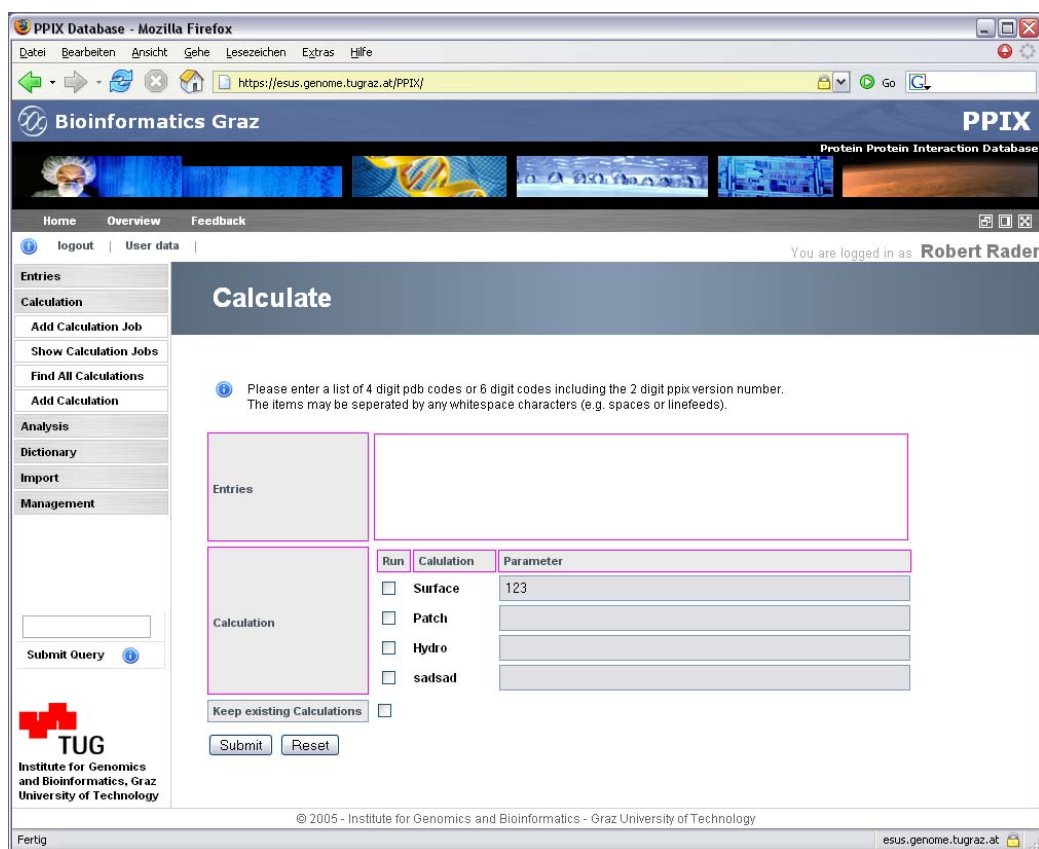 PPIX Database - Mozilla Firefox
Datei Bearbeiten Ansicht Gehe Lesezeichen Extras Hilfe
https://esus.genome.tugraz.at/PPIX/ Go G
Bioinformatics Graz PPIX
Protein Protein Interaction Database
Home Overview Feedback
logout | User data |
You are logged in as Robert Rader
Entries
Calculation
Add Calculation Job
Show Calculation Jobs
Find All Calculations
Add Calculation
Analysis
Dictionary
Import
Management
Submit Query
TUG
Institute for Genomics
and Bioinformatics, Graz
University of Technology
Calculate
Please enter a list of 4 digit pdb codes or 6 digit codes including the 2 digit ppix version number.
The items may be seperated by any whitespace characters (e.g. spaces or linefeeds).
Entries
Calculation
Run Calulation Parameter
Surface 123
Patch
Hydro
sadsad
Keep existing Calculations
Submit Reset
© 2005 - Institute for Genomics and Bioinformatics - Graz University of Technology
Fertig esus.genome.tugraz.at